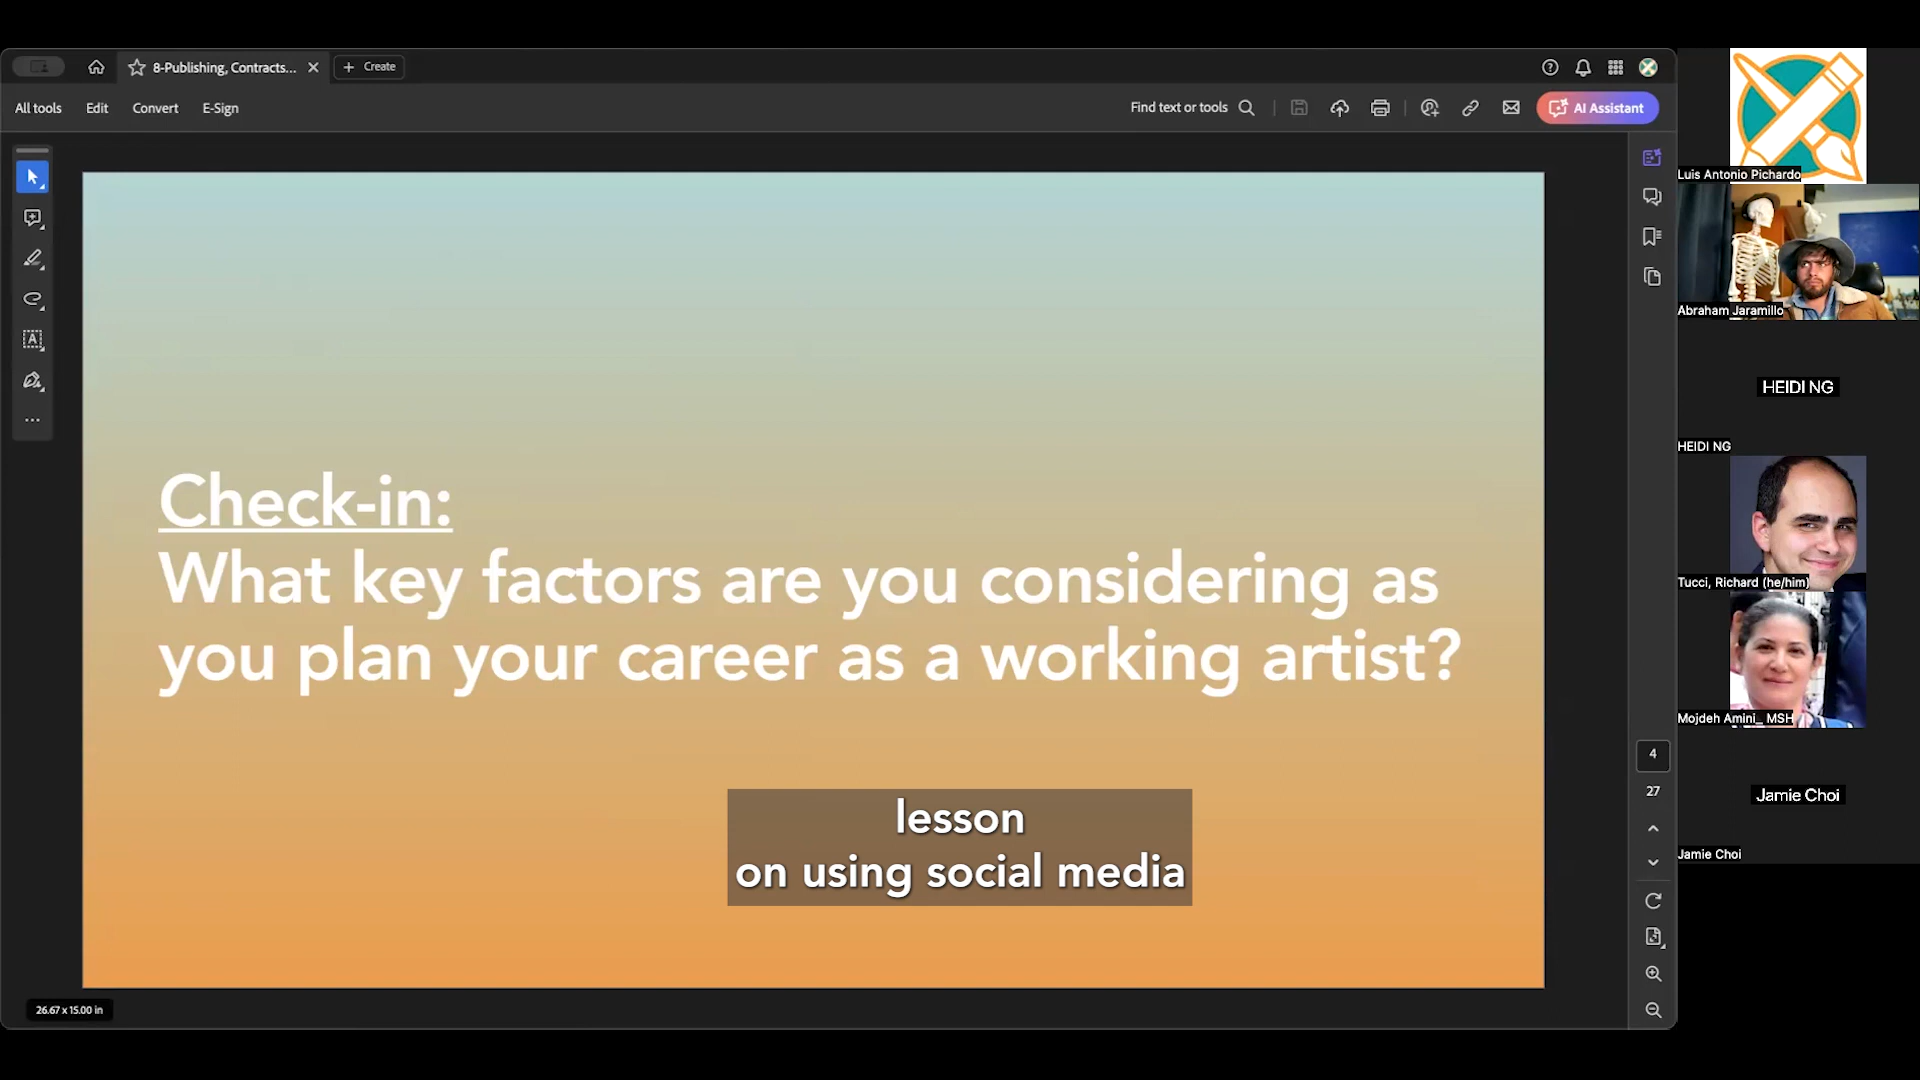 8-Publishing, Contracts...
Create
All tools
Edit
Convert
E-Sign
Find text or tools
AI Assistant
Check-in:
What key factors are you considering as
you plan your career as a working artist?
lesson
on using social media
4
27
26.67 x 15.00 in
Luis Antonio Pichardo
Abraham Jaramillo
HEIDI NG
HEIDI NG
Tucci, Richard (he/him)
Mojdeh Amini_ MSH
Jamie Choi
Jamie Choi